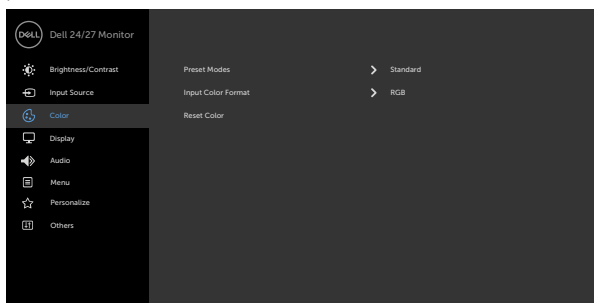 DELL Dell 24/27 Monitor
Brightness/Contrast Preset Modes Standard
Input Source Input Color Format RGB
Color Reset Color
Display
Audio
Menu
Personalize
Others